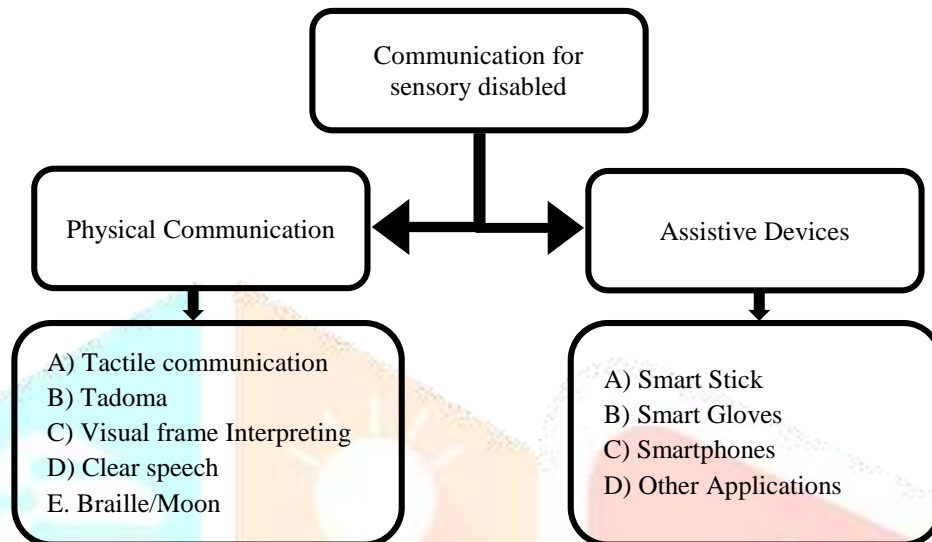 Communication for
sensory disabled
Physical Communication
Assistive Devices
A) Tactile communication
B) Tadoma
C) Visual frame Interpreting
D) Clear speech
E. Braille/Moon
A) Smart Stick
B) Smart Gloves
C) Smartphones
D) Other Applications